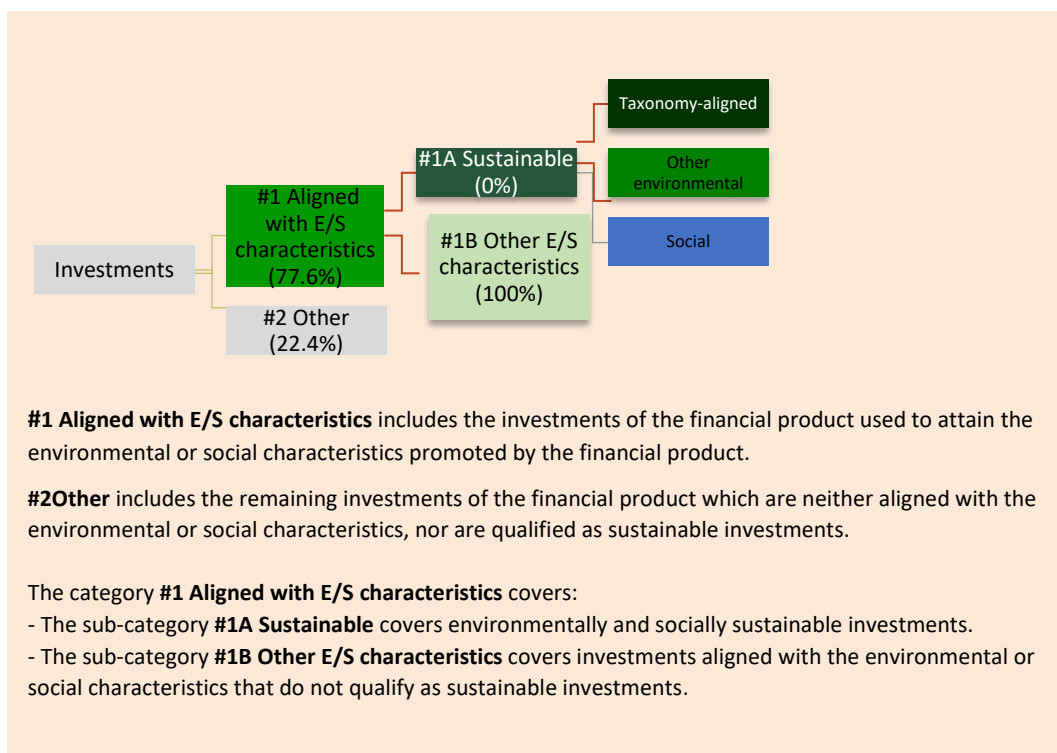 Taxonomy-aligned
#1A Sustainable
(0%)
Other
environmental
#1 Aligned
with E/S
characteristics
(77.6%)
#1B Other E/S
characteristics
(100%)
Social
Investments
#2 Other
(22.4%)
#1 Aligned with E/S characteristics includes the investments of the financial product used to attain the
environmental or social characteristics promoted by the financial product.
#2Other includes the remaining investments of the financial product which are neither aligned with the
environmental or social characteristics, nor are qualified as sustainable investments.
The category #1 Aligned with E/S characteristics covers:
- The sub-category #1A Sustainable covers environmentally and socially sustainable investments.
- The sub-category #1B Other E/S characteristics covers investments aligned with the environmental or
social characteristics that do not qualify as sustainable investments.